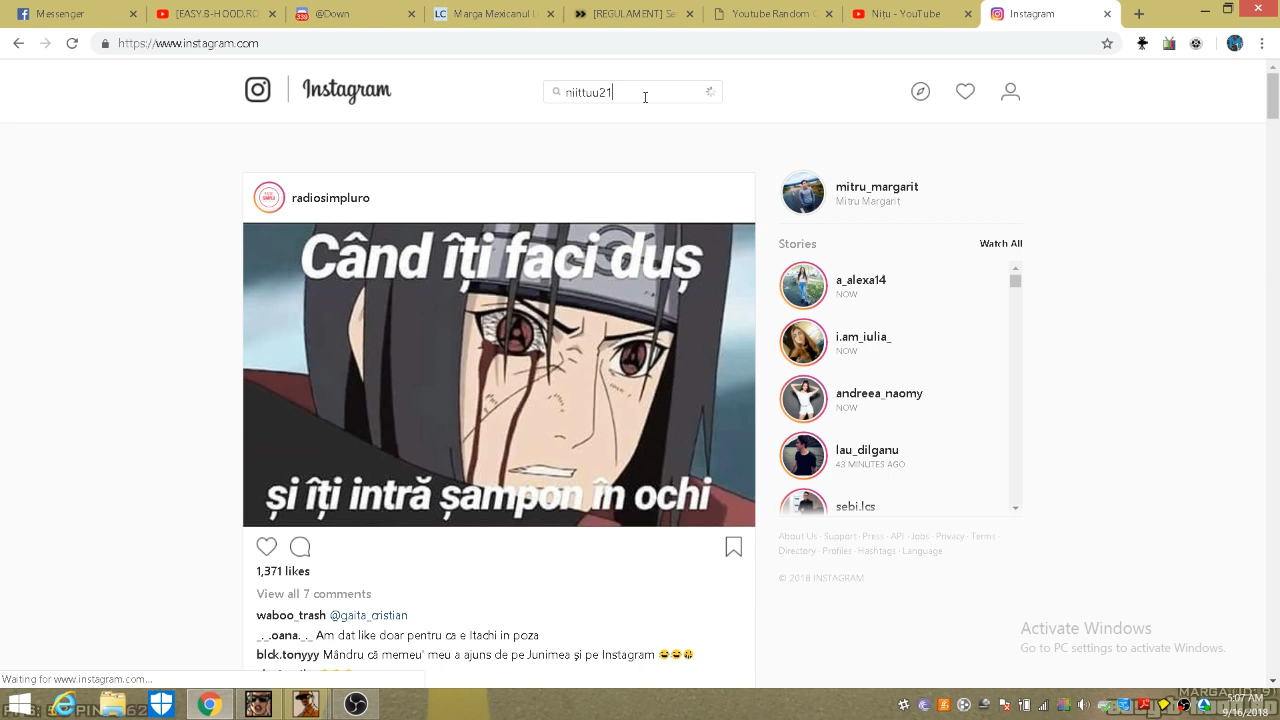 Easy
[EASY.B-HOOD.RO
@Down
Marga Mexicanul L
[REGULAMENT] Se
Youtube Random C
Nițu - YouTube
Instagram
https://www.instagram.com
Instagram
niittuu21
radiosimpluro
Când îți faci duș
și îți intră șampon în ochi
1,371 likes
View all 7 comments
waboo_trash @gaita_cristian
_._.oana._._ Am dat like doar pentru ca e Itachi in poza
blck.tonyyy Mândru că memeu' meu a ajuns de pe Junimea și pe Instagram
mitru_margarit
Mitru Margarit
Stories
Watch All
a_alexa14
NOW
i.am_iulia_
NOW
andreea_naomy
NOW
lau_dilganu
43 MINUTES AGO
sebi.lcs
About Us · Support · Press · API · Jobs · Privacy · Terms ·
Directory · Profiles · Hashtags · Language
© 2018 INSTAGRAM
Activate Windows
Go to PC settings to activate Windows.
Waiting for www.instagram.com...
5:07 AM
9/16/2018